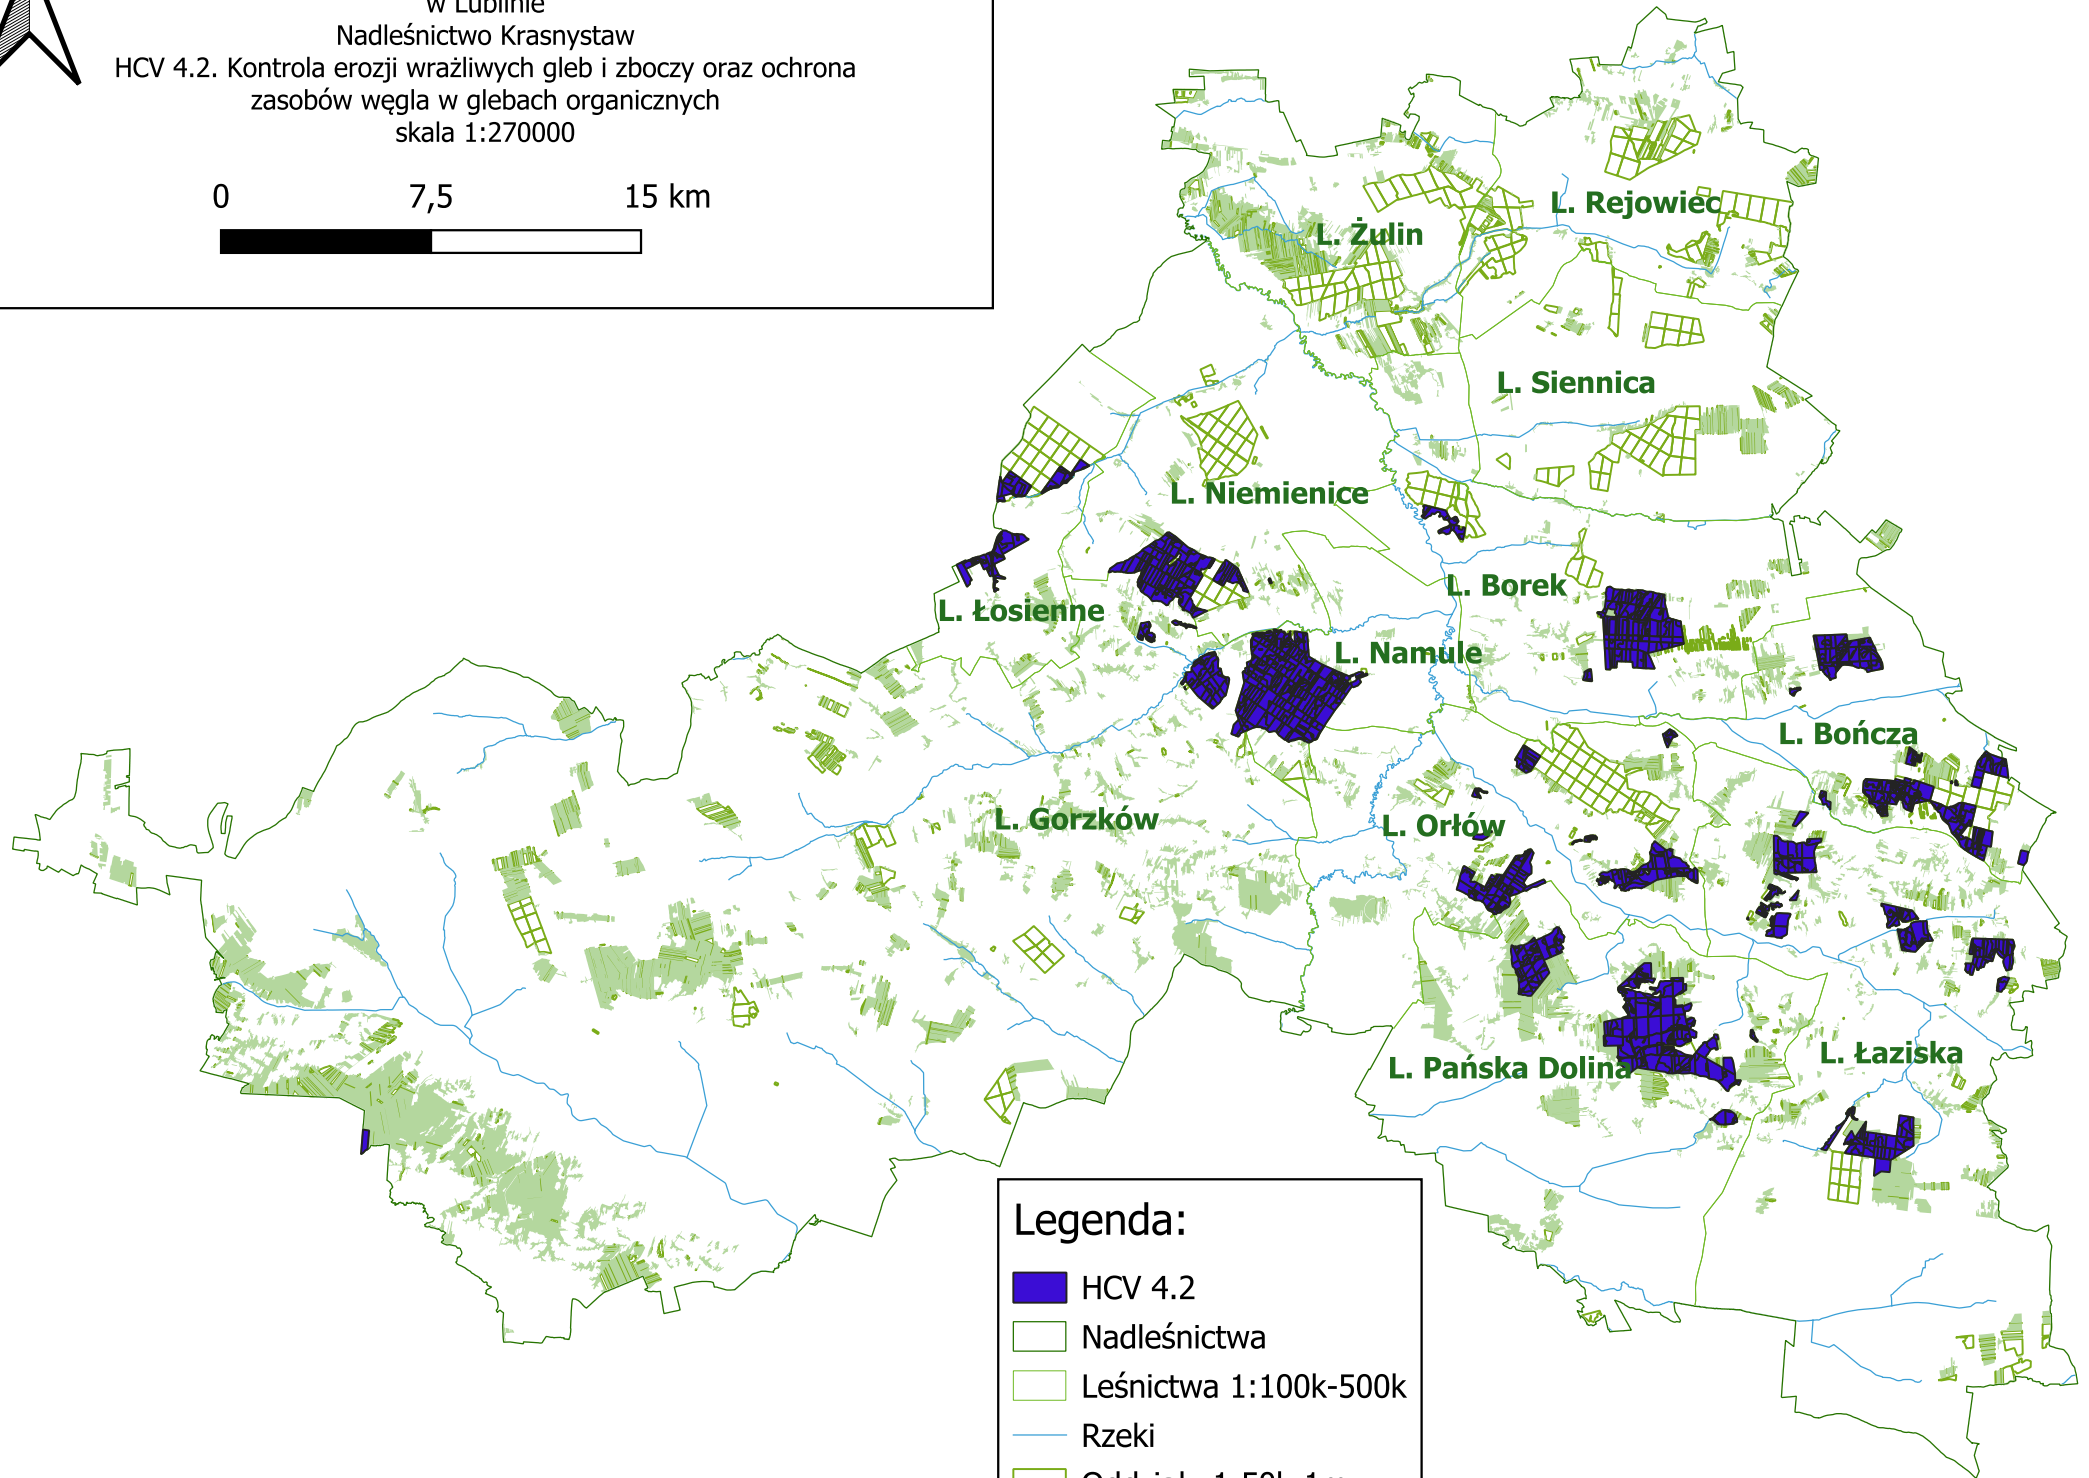 w Lublinie
Nadleśnictwo Krasnystaw
HCV 4.2. Kontrola erozji wrażliwych gleb i zboczy oraz ochrona
zasobów węgla w glebach organicznych
skala 1:270000
0 7,5 15 km
L. Rejowiec
L. Żulin
L. Siennica
L. Niemienice
L. Borek
L. Łosienne
L. Namule
L. Bończa
L. Gorzków
L. Orłów
L. Łaziska
L. Pańska Dolina
Legenda:
HCV 4.2
Nadleśnictwa
Leśnictwa 1:100k-500k
Rzeki